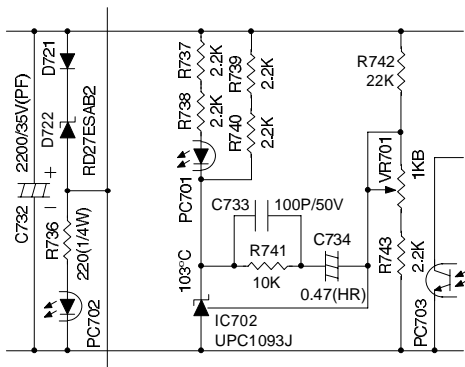 D721
D722
RD27ESAB2
2200/35V(PF)
+
−
C732
R736
220(1/4W)
PC702
R737
2.2K
R738
2.2K
R739
2.2K
R740
2.2K
PC701
103°C
C733
100P/50V
R741
10K
C734
0.47(HR)
IC702
UPC1093J
R742
22K
VR701
1KB
R743
2.2K
PC703